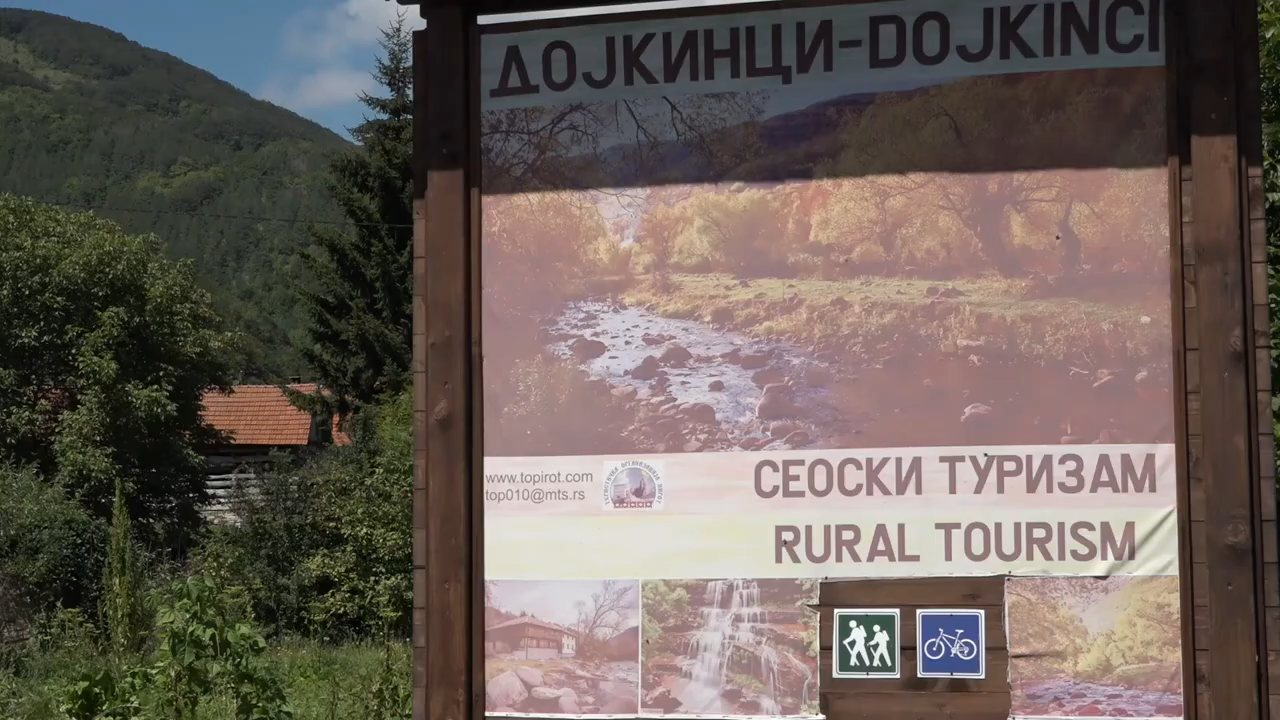 ДОЈКИНЦИ-DOJKINCI
www.topirot.com
top010@mts.rs
СЕОСКИ ТУРИЗАМ
RURAL TOURISM